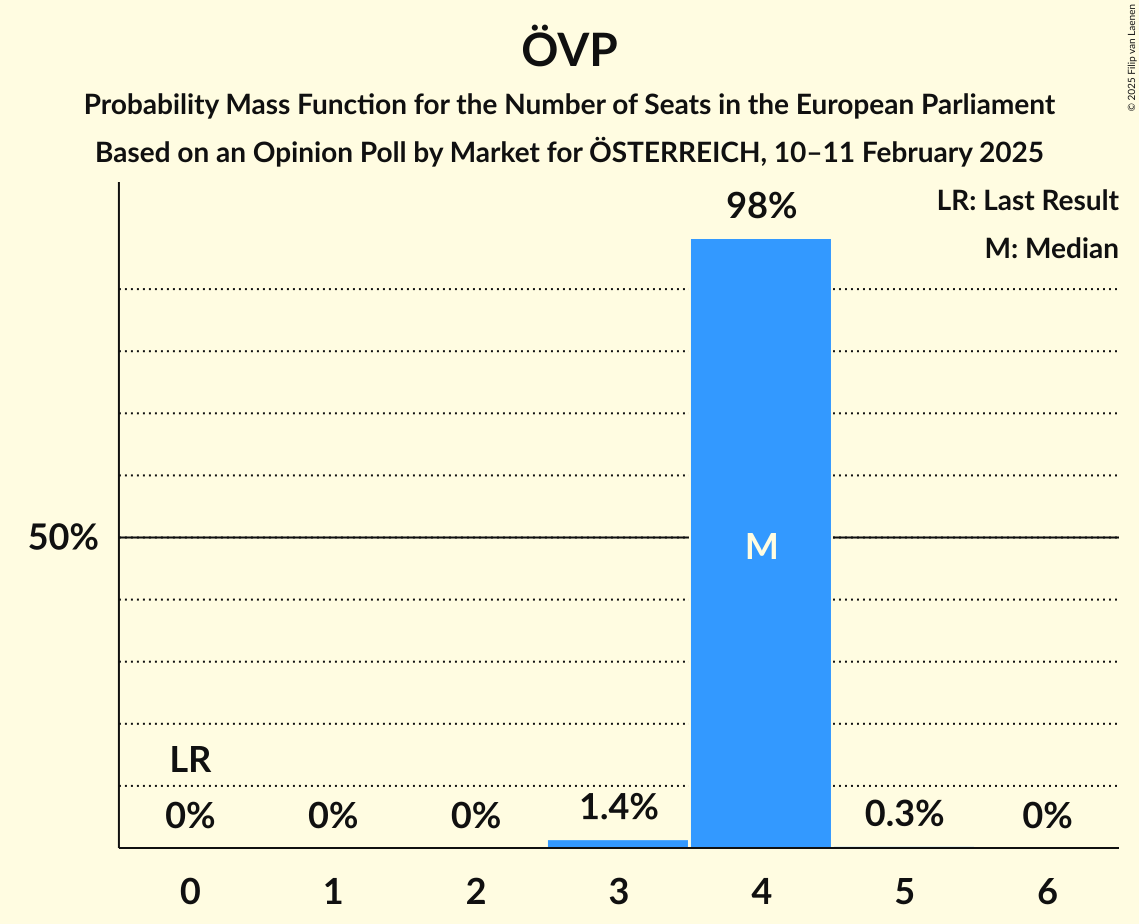 ÖVP
Probability Mass Function for the Number of Seats in the European Parliament
Based on an Opinion Poll by Market for ÖSTERREICH, 10–11 February 2025
© 2025 Filip van Laenen
LR: Last Result
M: Median
98%
50%
M
LR
0%
0%
0%
1.4%
0.3%
0%
0
1
2
3
4
5
6